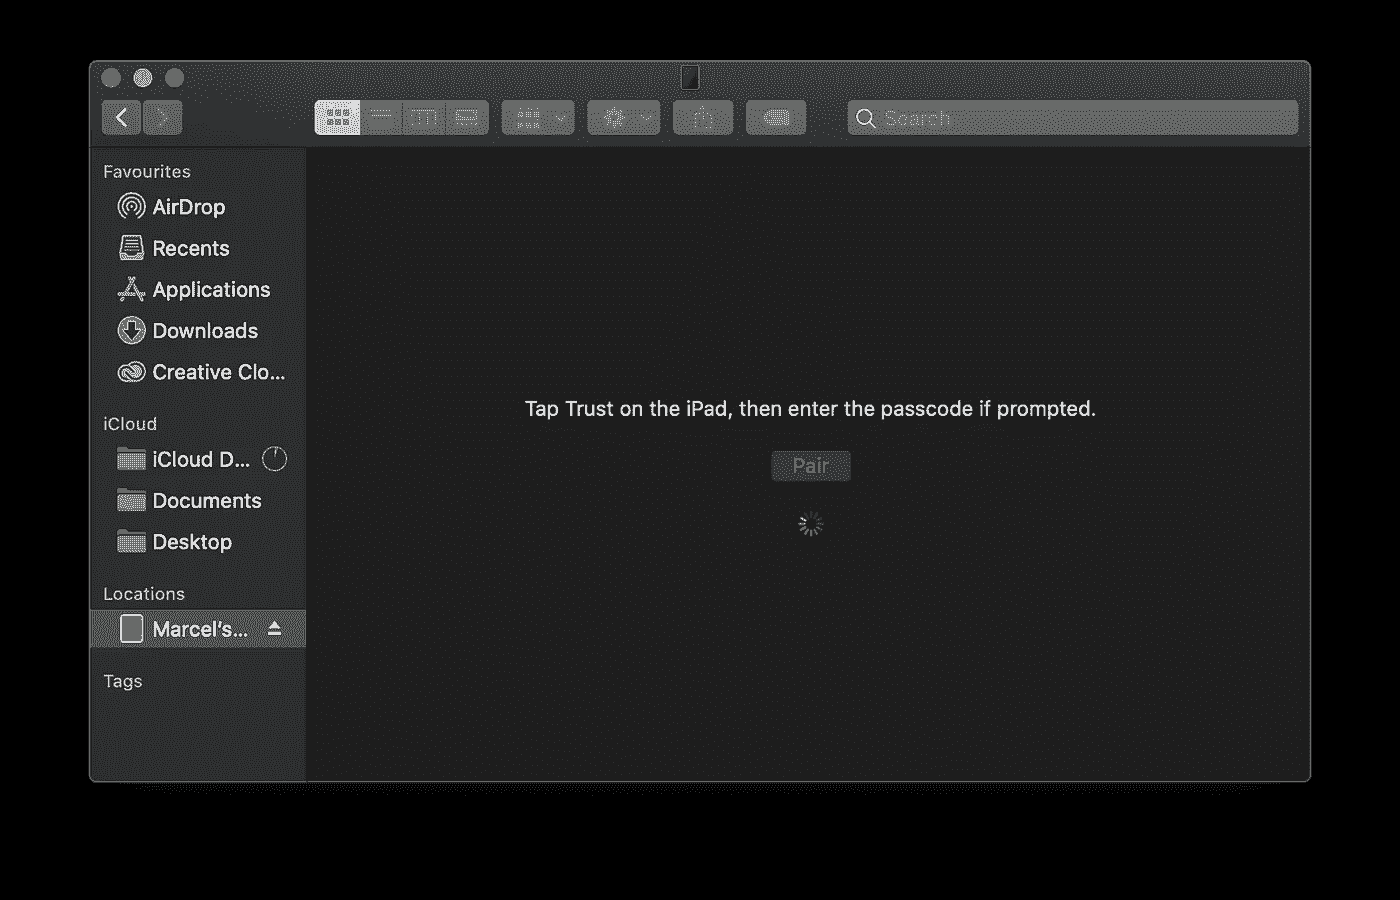 Search
Favourites
AirDrop
Recents
Applications
Downloads
Creative Clo...
iCloud
iCloud D...
Documents
Desktop
Locations
Marcel's...
Tags
Tap Trust on the iPad, then enter the passcode if prompted.
Pair